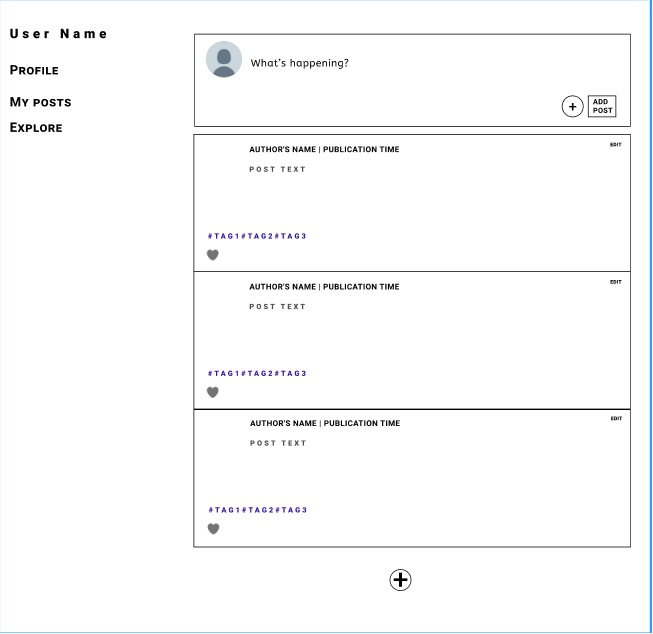 User Name
Profile
My posts
Explore
What's happening?
+
ADD
POST
AUTHOR'S NAME | PUBLICATION TIME
EDIT
POST TEXT
#TAG1#TAG2#TAG3
AUTHOR'S NAME | PUBLICATION TIME
EDIT
POST TEXT
#TAG1#TAG2#TAG3
AUTHOR'S NAME | PUBLICATION TIME
EDIT
POST TEXT
#TAG1#TAG2#TAG3
+